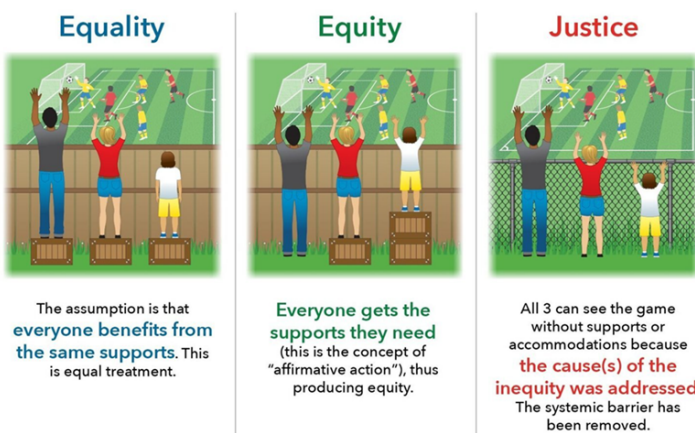 Equality
The assumption is that
everyone benefits from
the same supports. This
is equal treatment.
Equity
Everyone gets the
supports they need
(this is the concept of
“affirmative action”), thus
producing equity.
Justice
All 3 can see the game
without supports or
accommodations because
the cause(s) of the
inequity was addressed
The systemic barrier has
been removed.